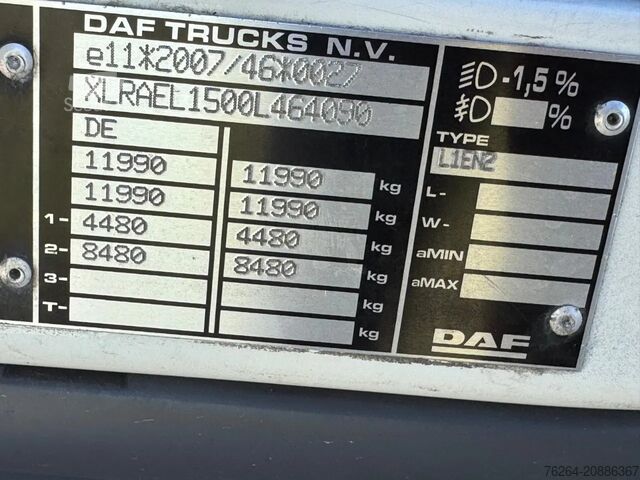 DAF TRUCKS N.V.
e11*2007/46*0027
XLRAEL1500L464090
DE
11990 11990 kg
11990 11990 kg
1- 4480 4480 kg
2- 8480 8480 kg
3- kg
T- kg
-1,5%
%
TYPE
L1EN2
L-
W-
aMIN
aMAX
DAF
76264-20886367